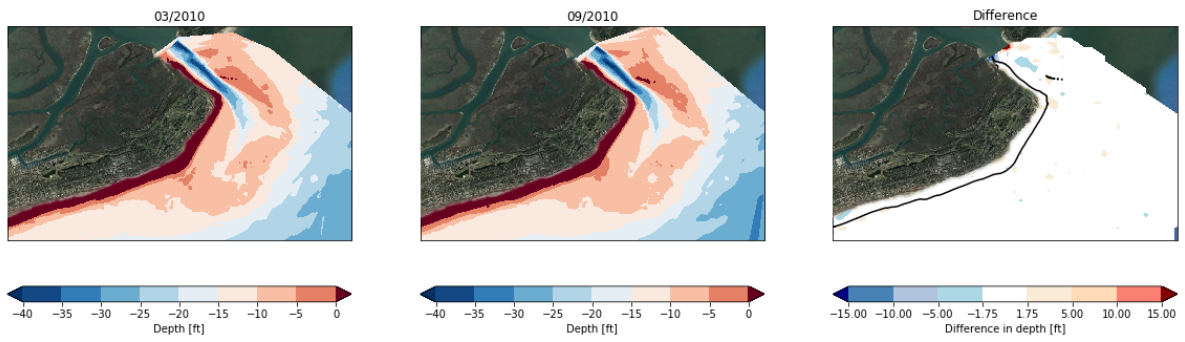 03/2010
09/2010
Difference
−40 −35 −30 −25 −20 −15 −10 −5 0
Depth [ft]
−40 −35 −30 −25 −20 −15 −10 −5 0
Depth [ft]
−15.00 −10.00 −5.00 −1.75 1.75 5.00 10.00 15.00
Difference in depth [ft]